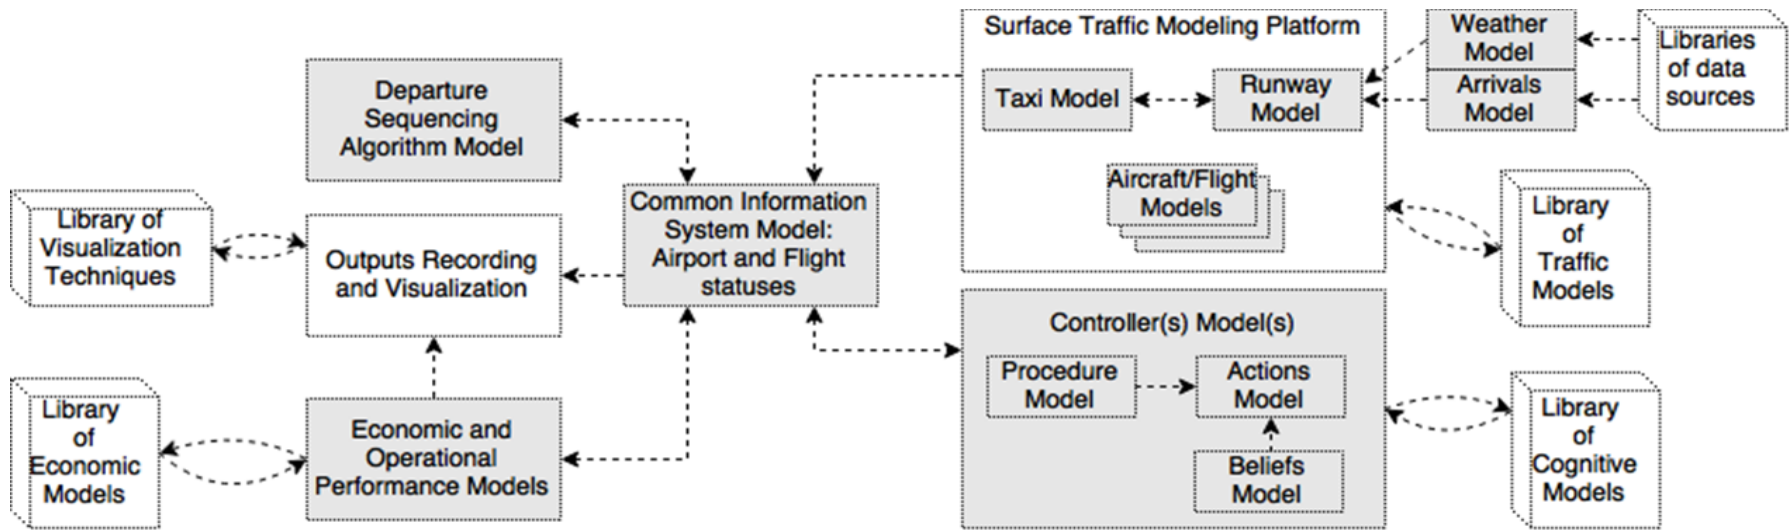 Surface Traffic Modeling Platform
Weather
Model
Libraries
of data
sources
Departure
Sequencing
Algorithm Model
Taxi Model
Runway
Model
Arrivals
Model
Aircraft/Flight
Models
Library of
Visualization
Techniques
Common Information
System Model:
Airport and Flight
statuses
Library
of
Traffic
Models
Outputs Recording
and Visualization
Controller(s) Model(s)
Procedure
Model
Actions
Model
Beliefs
Model
Library
of
Economic
Models
Economic and
Operational
Performance Models
Library
of
Cognitive
Models